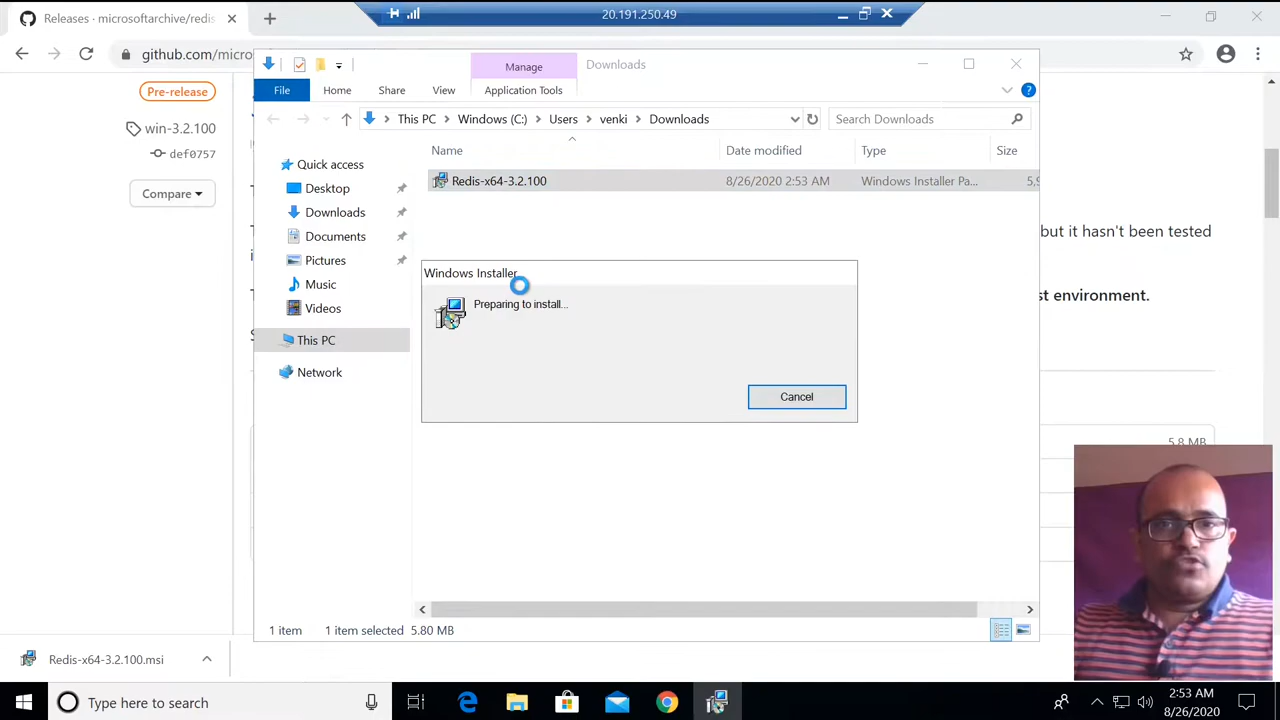 Releases · microsoftarchive/redis
20.191.250.49
github.com/micro
Manage
Downloads
File
Home
Share
View
Application Tools
Pre-release
win-3.2.100
def0757
Compare
This PC
Windows (C:)
Users
venki
Downloads
Search Downloads
Name
Date modified
Type
Size
Redis-x64-3.2.100
8/26/2020 2:53 AM
Windows Installer Pa...
5,9
Quick access
Desktop
Downloads
Documents
Pictures
Music
Videos
This PC
Network
but it hasn't been tested
st environment.
Windows Installer
Preparing to install...
Cancel
5.8 MB
1 item
1 item selected
5.80 MB
Redis-x64-3.2.100.msi
Type here to search
2:53 AM
8/26/2020